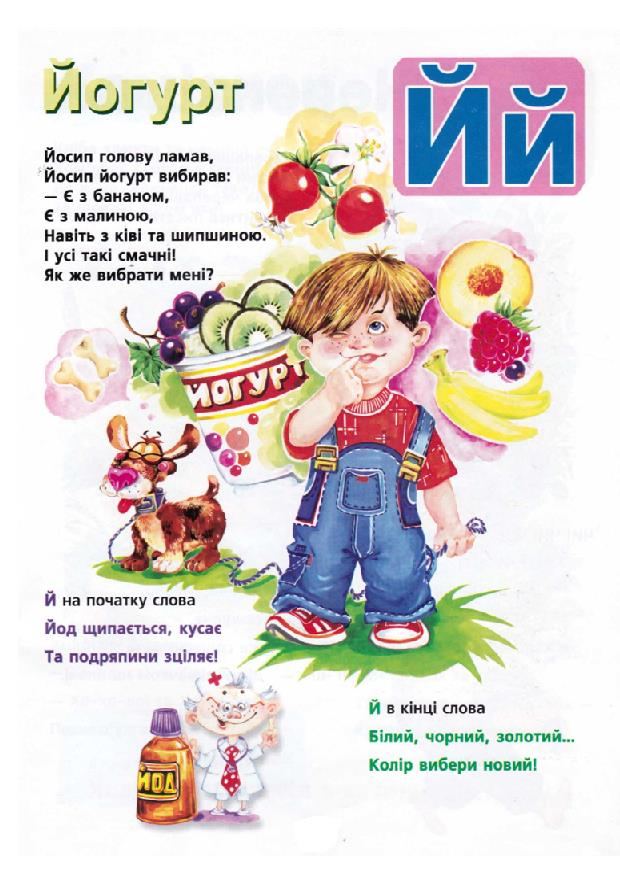 Йогурт
Йй
Йосип голову ламав,
Йосип йогурт вибирав:
— Є з бананом,
Є з малиною,
Навіть з ківі та шипшиною.
І усі такі смачні!
Як же вибрати мені?
ЙОГУРТ
Й на початку слова
Йод щипається, кусає
Та подряпини зціляє!
ЙОД
Й в кінці слова
Білий, чорний, золотий...
Колір вибери новий!